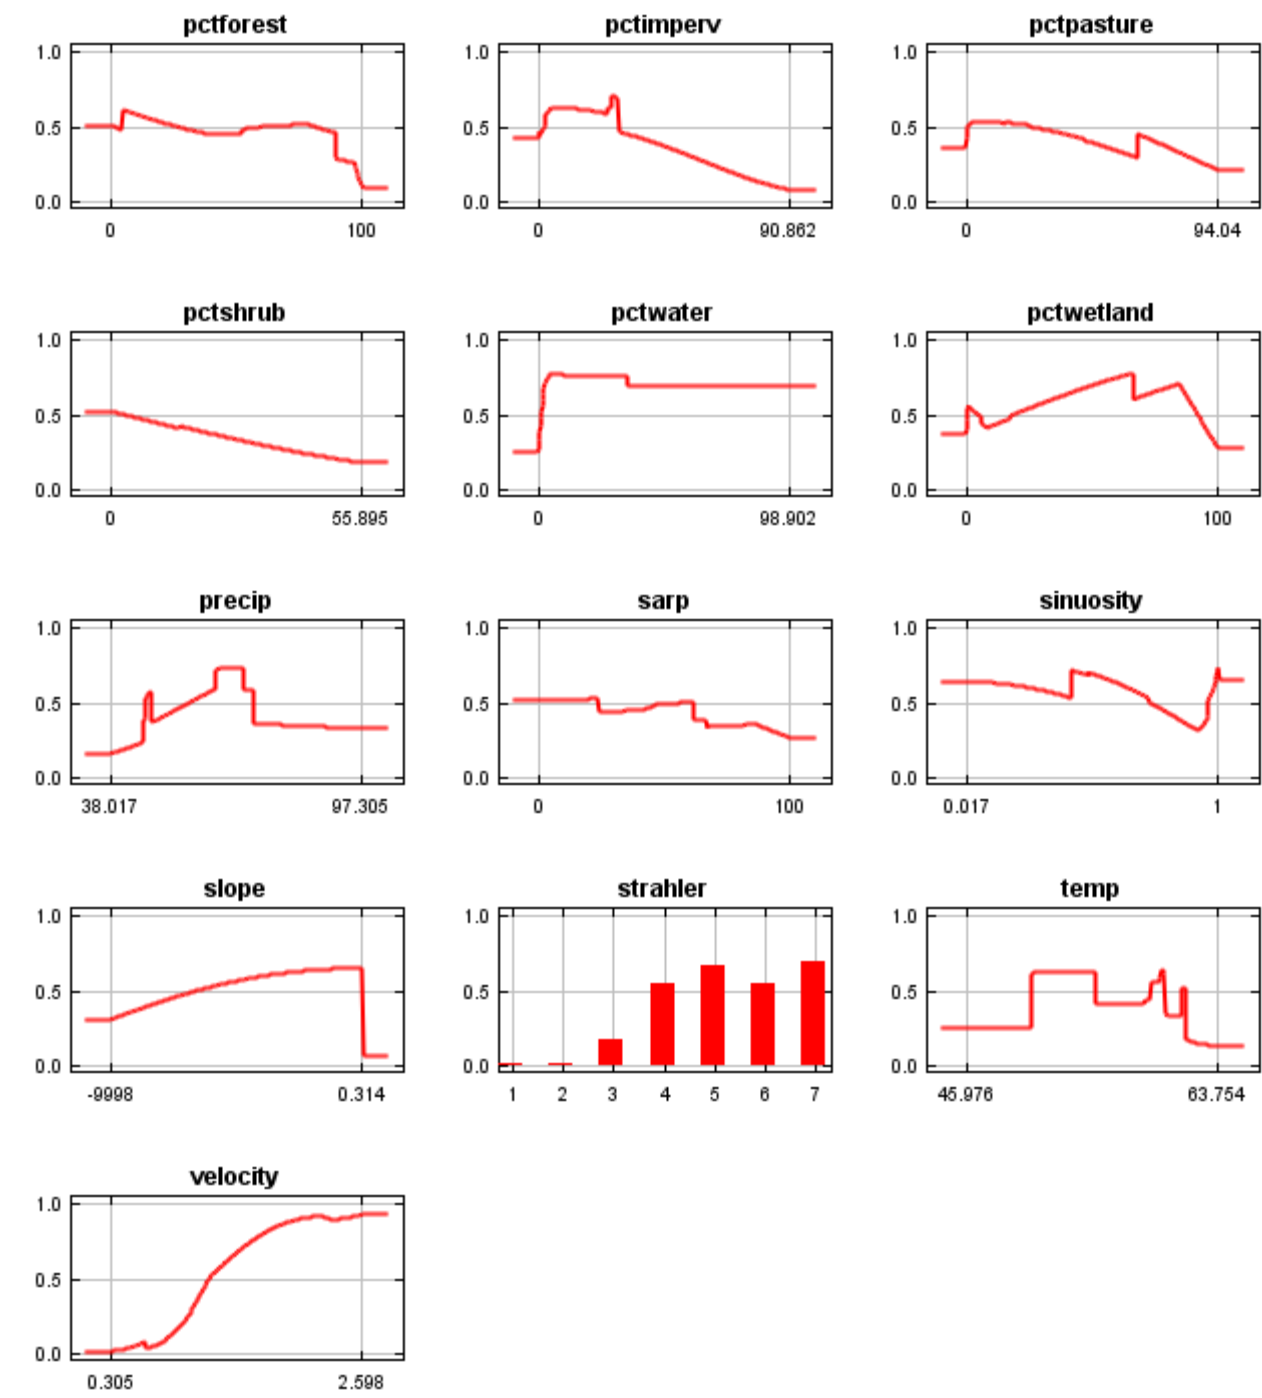 pctforest pctimperv pctpasture
1.0 1.0 1.0
0.5 0.5 0.5
0.0 0.0 0.0
0 100 0 90.862 0 94.04
pctshrub pctwater pctwetland
1.0 1.0 1.0
0.5 0.5 0.5
0.0 0.0 0.0
0 55.895 0 98.902 0 100
precip sarp sinuosity
1.0 1.0 1.0
0.5 0.5 0.5
0.0 0.0 0.0
38.017 97.305 0 100 0.017 1
slope strahler temp
1.0 1.0 1.0
0.5 0.5 0.5
0.0 0.0 0.0
-9998 0.314 1 2 3 4 5 6 7 45.976 63.754
velocity
1.0
0.5
0.0
0.305 2.598